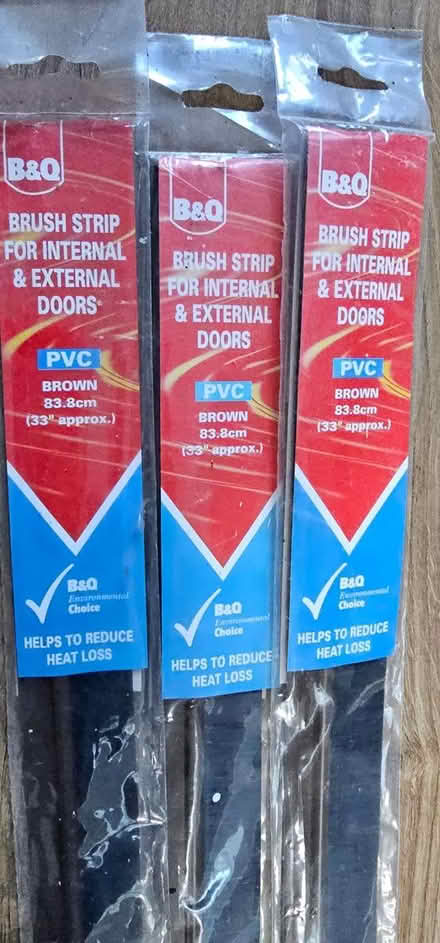 B&Q
BRUSH STRIP
FOR INTERNAL
& EXTERNAL
DOORS
PVC
BROWN
83.8cm
(33" approx.)
B&Q
Environmental
Choice
HELPS TO REDUCE
HEAT LOSS
B&Q
BRUSH STRIP
FOR INTERNAL
& EXTERNAL
DOORS
PVC
BROWN
83.8cm
(33" approx.)
B&Q
Environmental
Choice
HELPS TO REDUCE
HEAT LOSS
B&Q
BRUSH STRIP
FOR INTERNAL
& EXTERNAL
DOORS
PVC
BROWN
83.8cm
(33" approx.)
B&Q
Environmental
Choice
HELPS TO REDUCE
HEAT LOSS